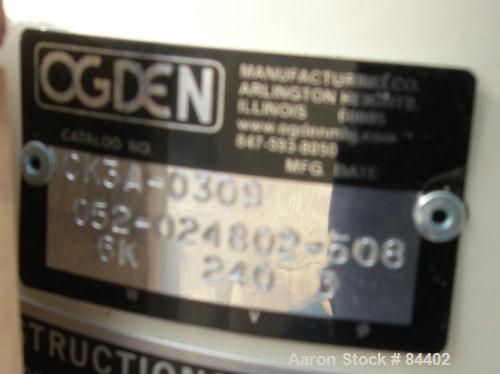 OGDEN
MANUFACTURING CO.
ARLINGTON HEIGHTS,
ILLINOIS
www.ogdenmfg.com
847-593-8050
CATALOG NO.
MFG. DATE
CK3A-0309
052-024802-508
6K 240 3
W V
STRUCTION
Aaron Stock # 84402